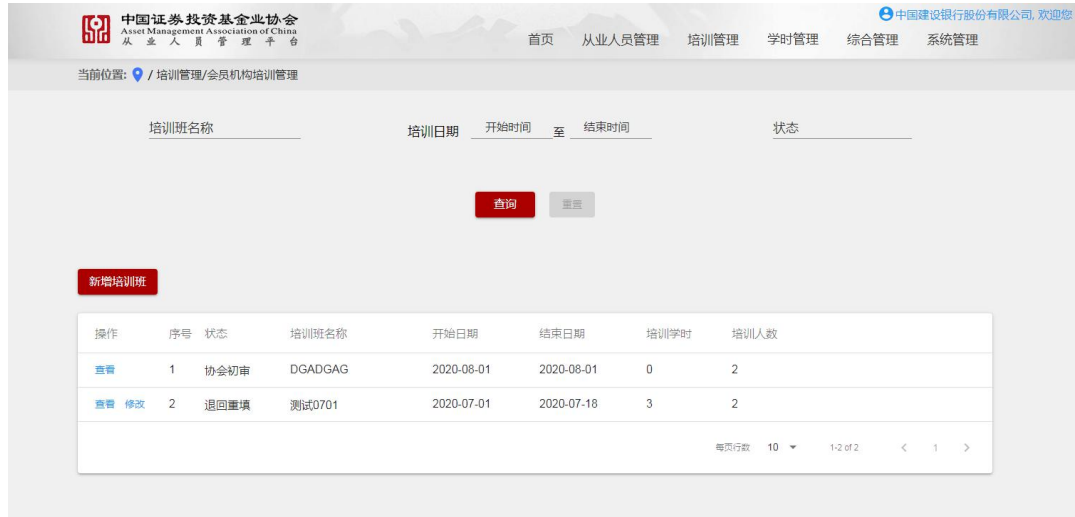 中国建设银行股份有限公司, 欢迎您
中国证券投资基金业协会
Asset Management Association of China
从业人员管理平台
首页 从业人员管理 培训管理 学时管理 综合管理 系统管理
当前位置: / 培训管理/会员机构培训管理
培训班名称 培训日期 开始时间 至 结束时间 状态
查询 重置
新增培训班
操作 序号 状态 培训班名称 开始日期 结束日期 培训学时 培训人数
查看 1 协会初审 DGADGAG 2020-08-01 2020-08-01 0 2
查看 修改 2 退回重填 测试0701 2020-07-01 2020-07-18 3 2
每页行数 10 1-2 of 2 < 1 >